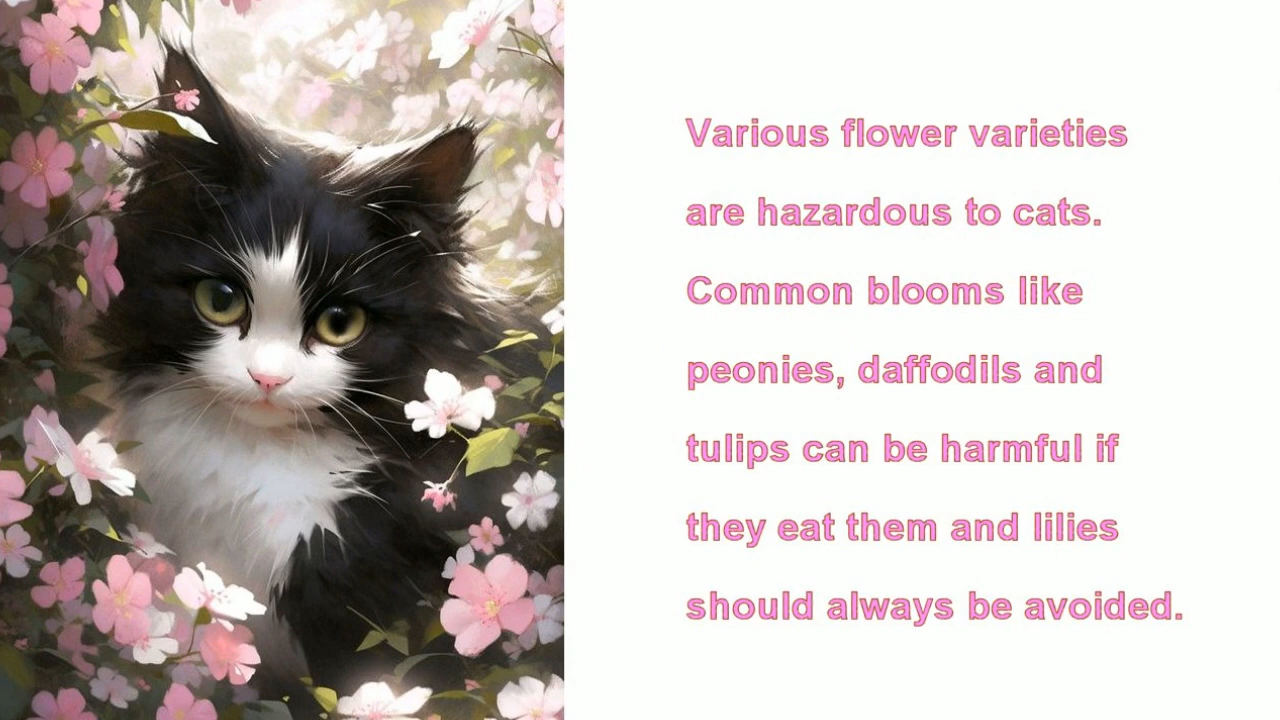 Various flower varieties
are hazardous to cats.
Common blooms like
peonies, daffodils and
tulips can be harmful if
they eat them and lilies
should always be avoided.